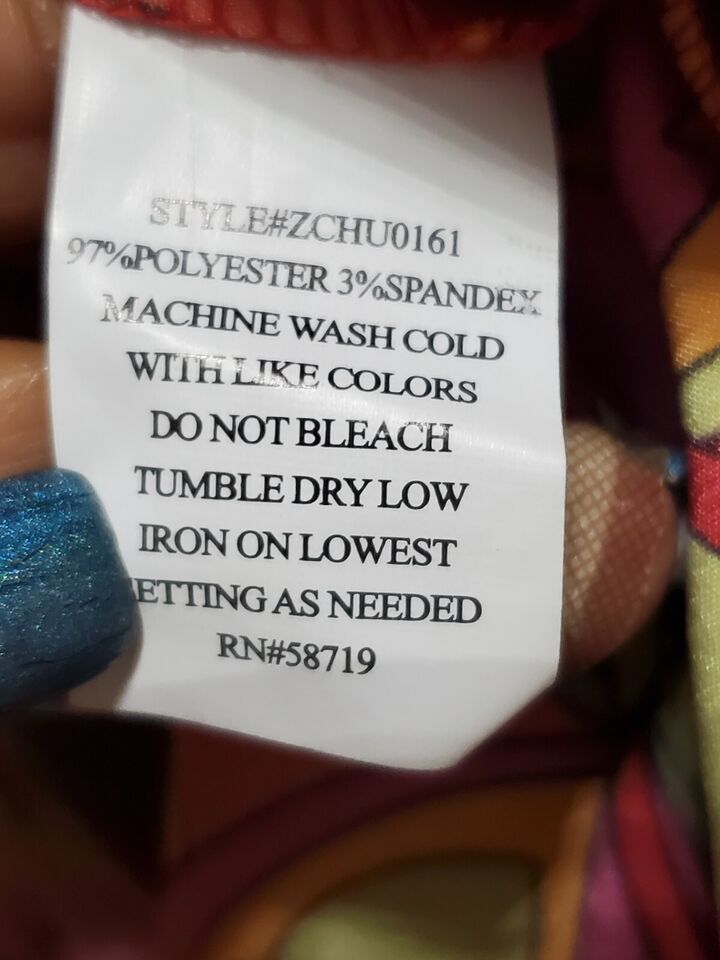 STYLE#ZCHU0161
97%POLYESTER 3%SPANDEX
MACHINE WASH COLD
WITH LIKE COLORS
DO NOT BLEACH
TUMBLE DRY LOW
IRON ON LOWEST
ETTING AS NEEDED
RN#58719